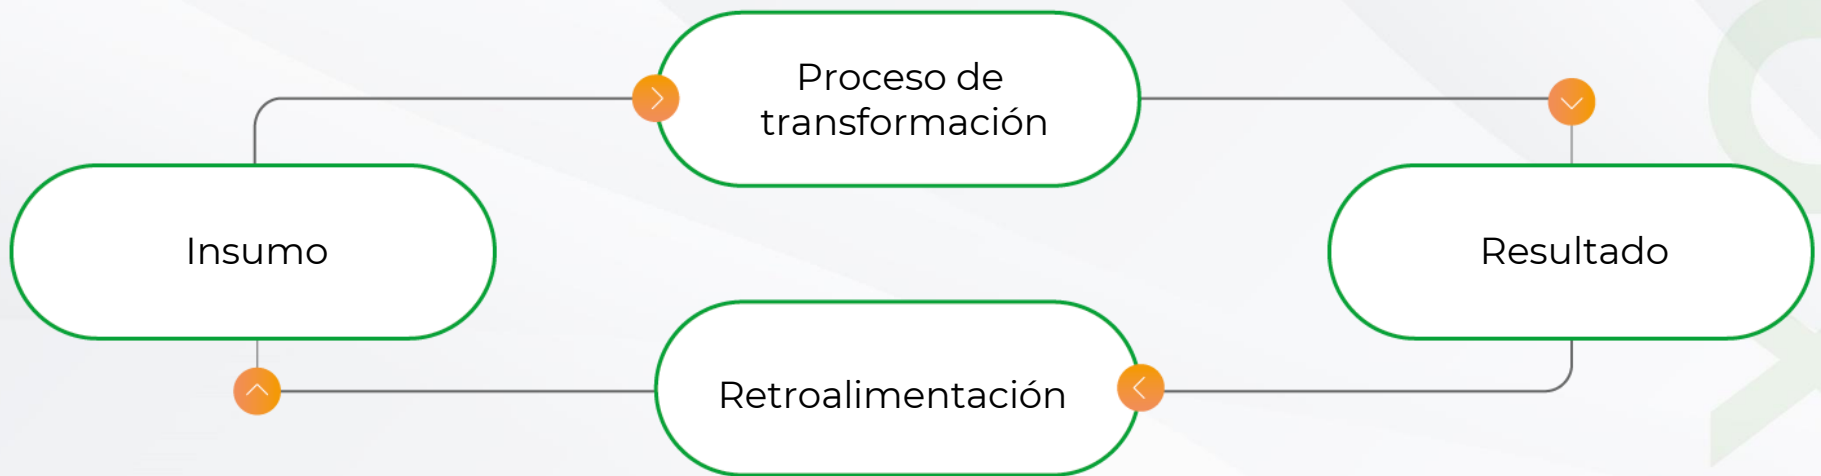 Proceso de
transformación
Insumo
Resultado
Retroalimentación